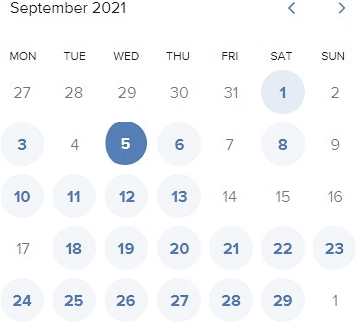 September 2021
MON TUE WED THU FRI SAT SUN
27 28 29 30 31 1 2
3 4 5 6 7 8 9
10 11 12 13 14 15 16
17 18 19 20 21 22 23
24 25 26 27 28 29 1